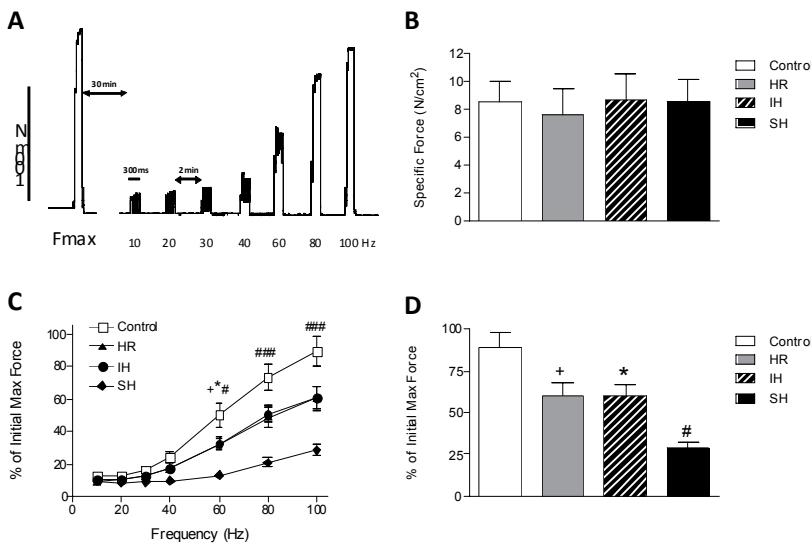 A
30 min
100mN
300ms
2 min
Fmax
10 20 30 40 60 80 100 Hz
B
Specific Force (N/cm²)
12
10
8
6
4
2
0
Control
HR
IH
SH
C
% of Initial Max Force
100
80
60
40
20
0
0 20 40 60 80 100
Frequency (Hz)
Control
HR
IH
SH
+*#
###
###
D
% of Initial Max Force
100
75
50
25
0
+
*
#
Control
HR
IH
SH